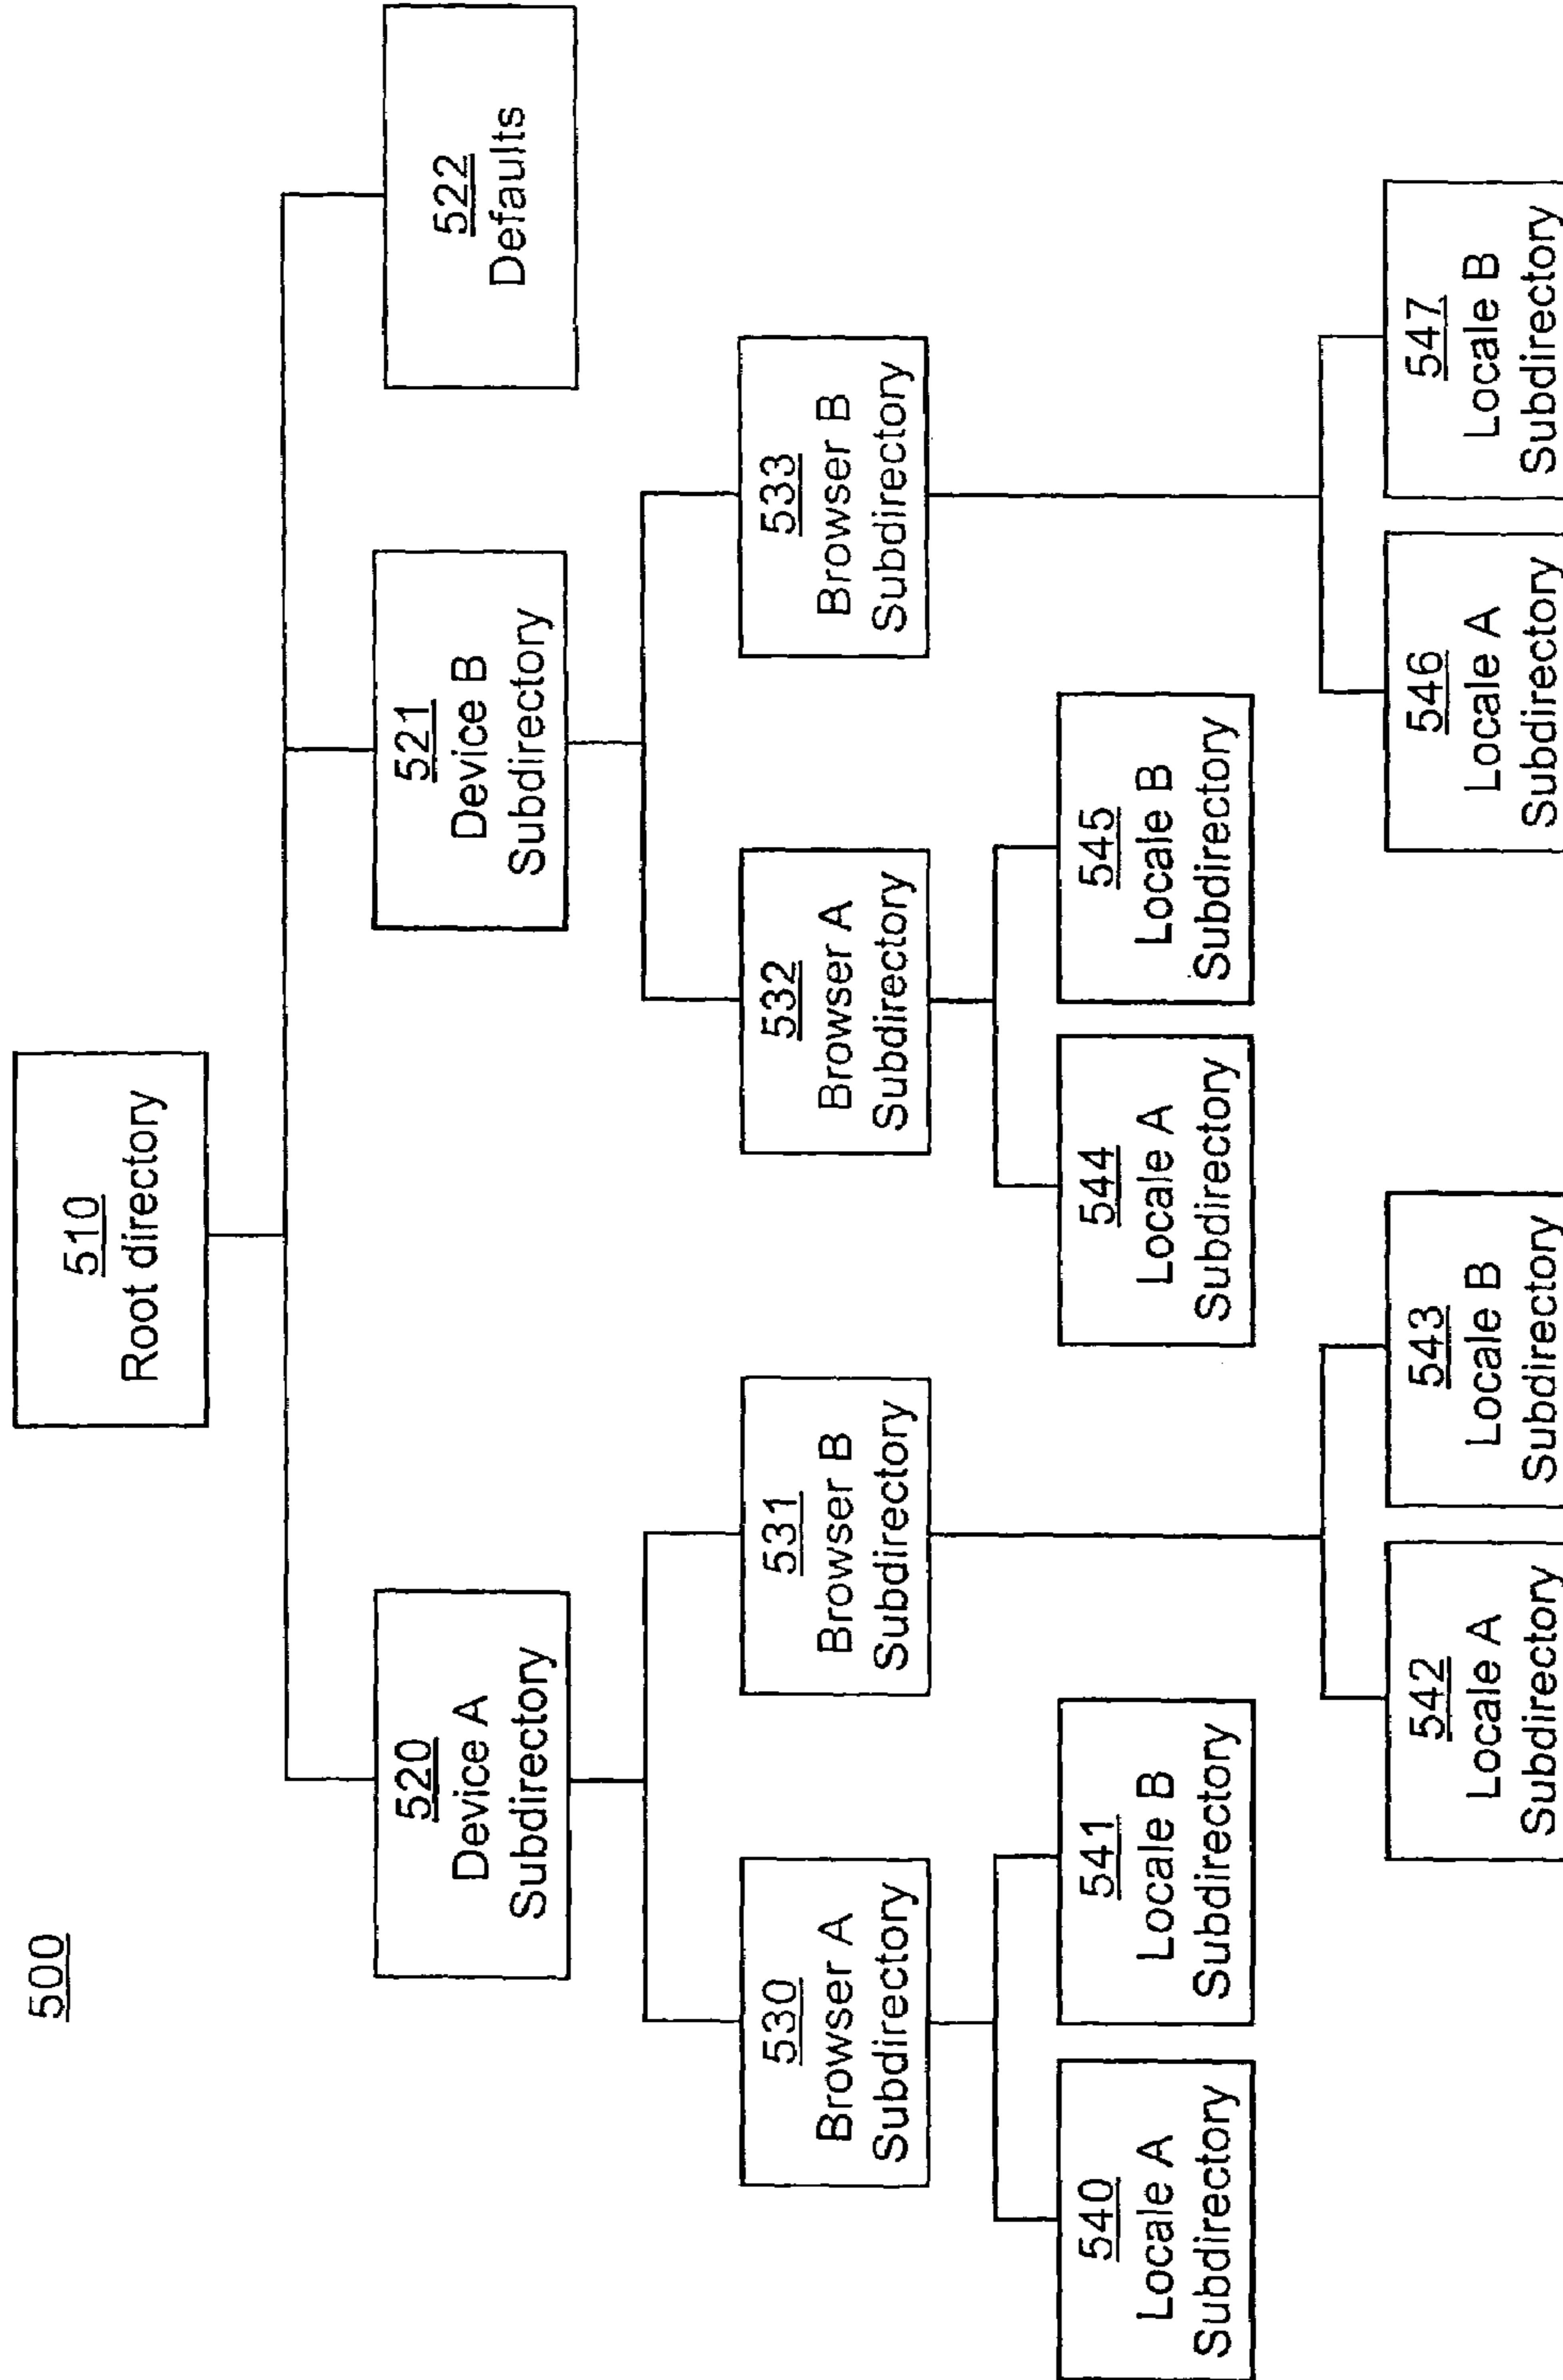 500
510
Root directory
520
Device A
Subdirectory
521
Device B
Subdirectory
522
Defaults
530
Browser A
Subdirectory
531
Browser B
Subdirectory
532
Browser A
Subdirectory
533
Browser B
Subdirectory
540
Locale A
Subdirectory
541
Locale B
Subdirectory
544
Locale A
Subdirectory
545
Locale B
Subdirectory
542
Locale A
Subdirectory
543
Locale B
Subdirectory
546
Locale A
Subdirectory
547
Locale B
Subdirectory